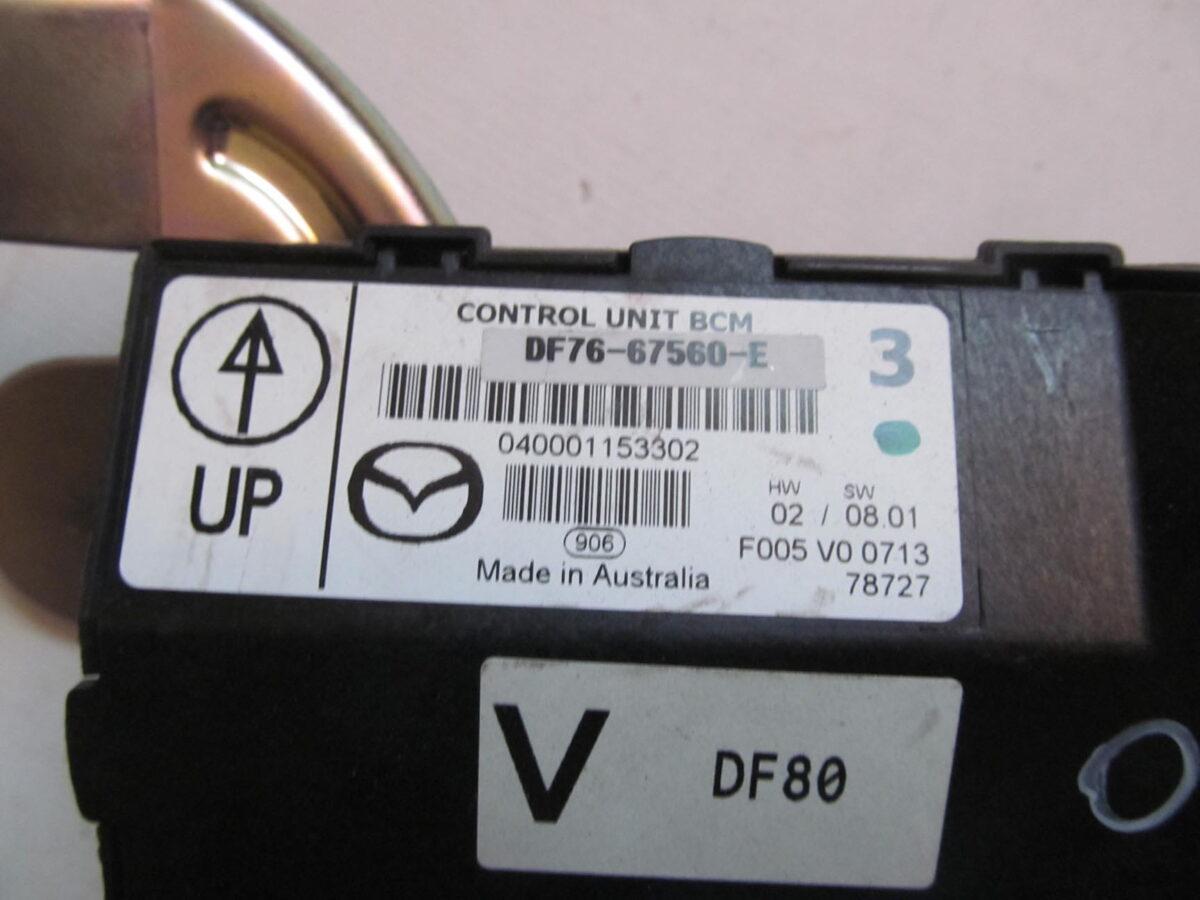 CONTROL UNIT BCM
DF76-67560-E
3
040001153302
UP
HW SW
02 / 08.01
906
F005 V0 0713
Made in Australia
78727
V
DF80